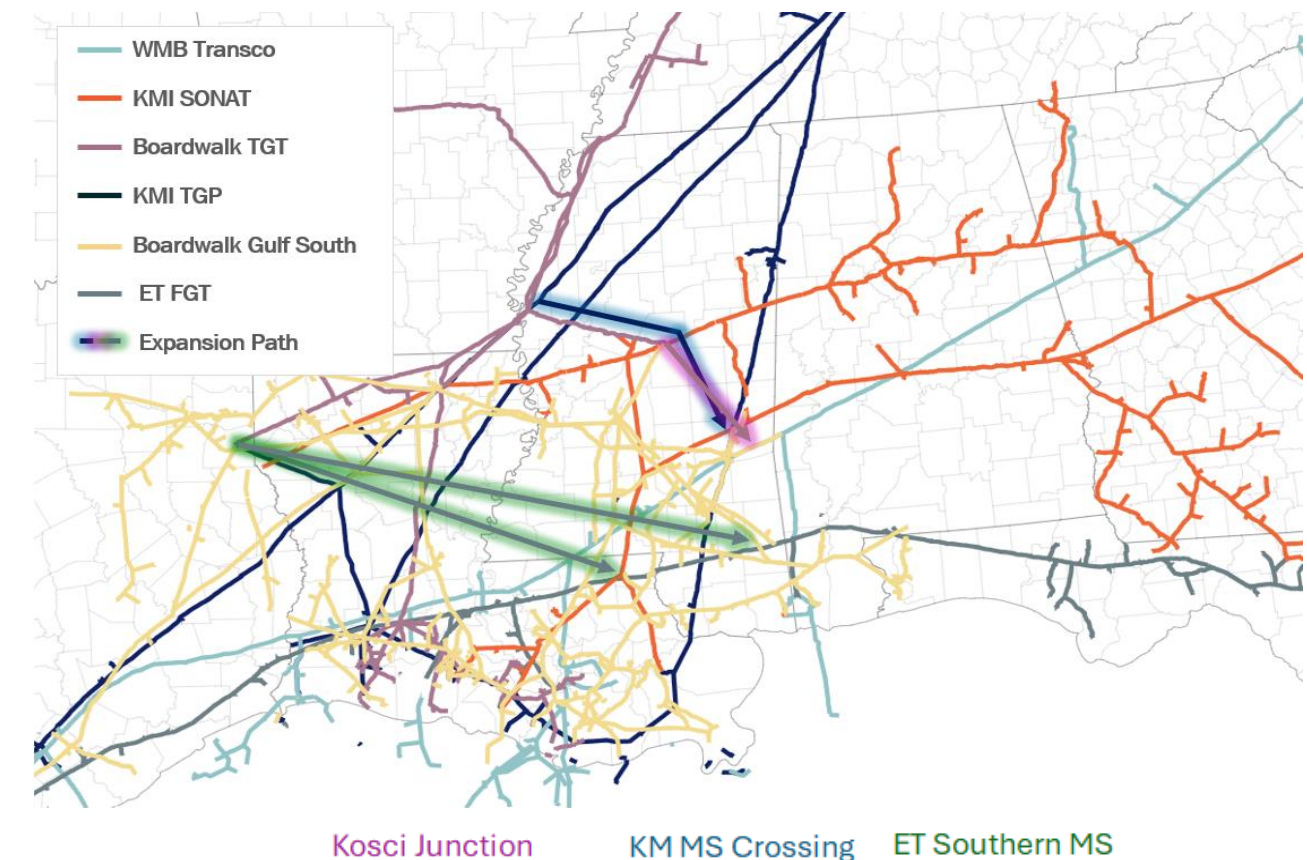 WMB Transco
KMI SONAT
Boardwalk TGT
KMI TGP
Boardwalk Gulf South
ET FGT
Expansion Path
Kosci Junction
KM MS Crossing
ET Southern MS